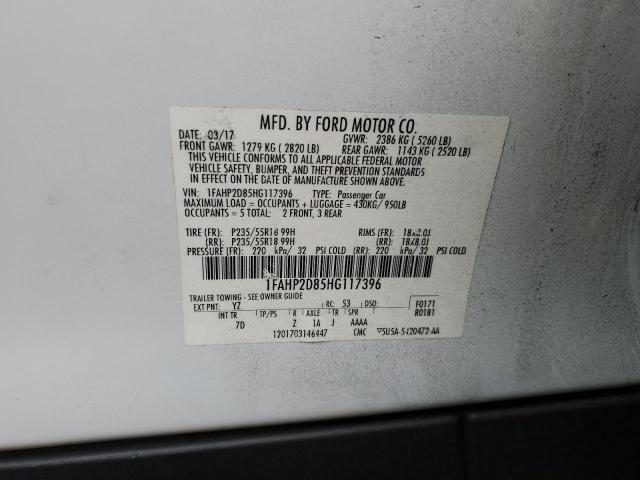 MFD. BY FORD MOTOR CO.
DATE: 03/17 GVWR: 2386 KG ( 5260 LB)
FRONT GAWR: 1279 KG ( 2820 LB) REAR GAWR: 1143 KG ( 2520 LB)
THIS VEHICLE CONFORMS TO ALL APPLICABLE FEDERAL MOTOR
VEHICLE SAFETY, BUMPER, AND THEFT PREVENTION STANDARDS
IN EFFECT ON THE DATE OF MANUFACTURE SHOWN ABOVE.
VIN: 1FAHP2D85HG117396 TYPE: Passenger Car
MAXIMUM LOAD = OCCUPANTS + LUGGAGE = 430KG/ 950LB
OCCUPANTS = 5 TOTAL: 2 FRONT, 3 REAR
TIRE (FR): P235/55R18 99H RIMS (FR): 18X8.0J
(RR): P235/55R18 99H (RR): 18X8.0J
PRESSURE (FR): 220 kPa/ 32 PSI COLD (RR): 220 kPa/ 32 PSI COLD
1FAHP2D85HG117396
TRAILER TOWING - SEE OWNER GUIDE
EXT PNT: YZ RC: 53 DSO: F0171
INT TR TP/PS R AXLE TR SPR R0181
7D Z 1A J AAAA
1201703146447 CMC